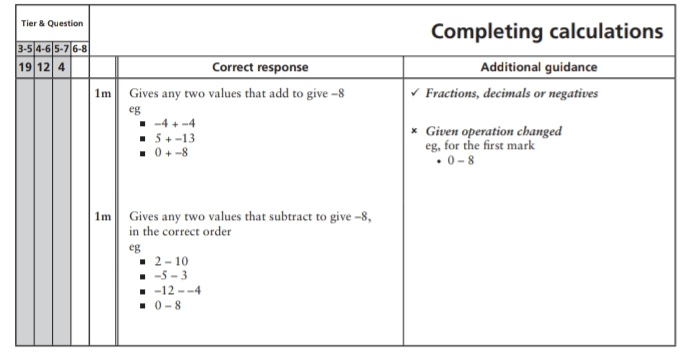 Tier & Question
Completing calculations
3-5 4-6 5-7 6-8
19 12 4
Correct response
Additional guidance
1m
Gives any two values that add to give –8
eg
▪ –4 + –4
▪ 5 + –13
▪ 0 + –8
✓ Fractions, decimals or negatives
× Given operation changed
eg, for the first mark
• 0 – 8
1m
Gives any two values that subtract to give –8,
in the correct order
eg
▪ 2 – 10
▪ –5 – 3
▪ –12 – –4
▪ 0 – 8